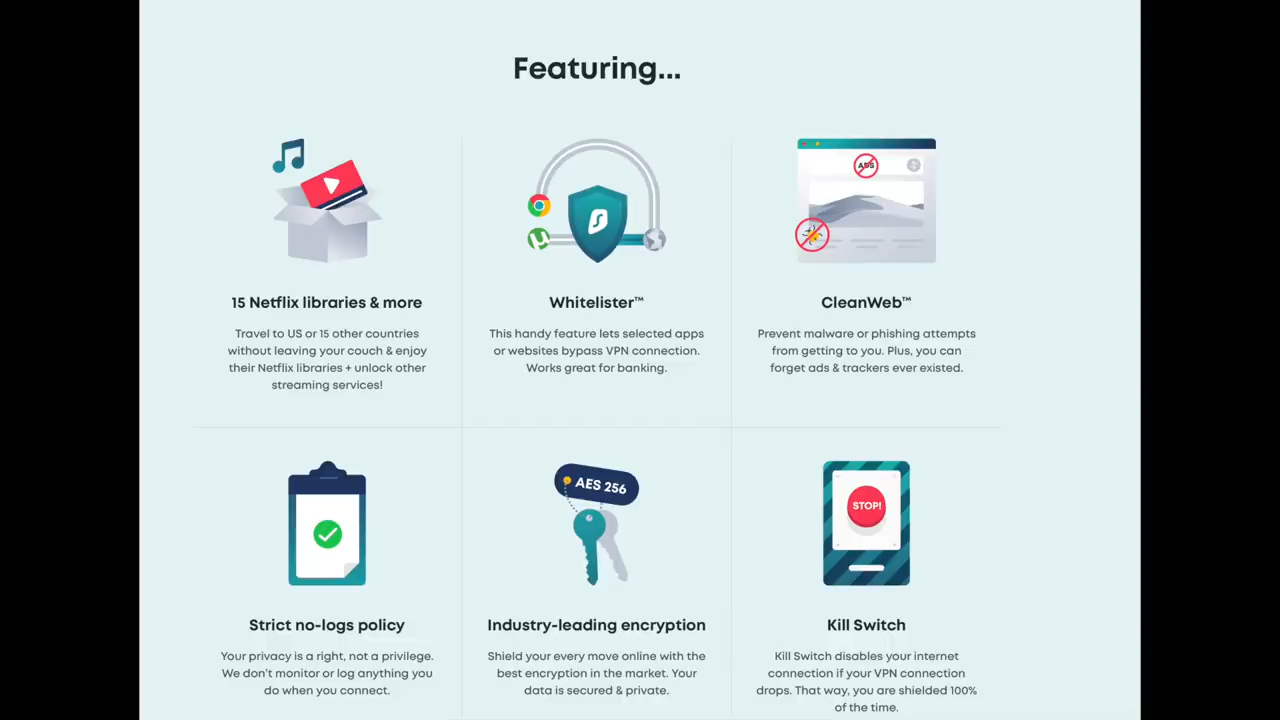 Featuring...
ADS
15 Netflix libraries & more
Travel to US or 15 other countries
without leaving your couch & enjoy
their Netflix libraries + unlock other
streaming services!
Whitelister™
This handy feature lets selected apps
or websites bypass VPN connection.
Works great for banking.
CleanWeb™
Prevent malware or phishing attempts
from getting to you. Plus, you can
forget ads & trackers ever existed.
AES 256
STOP!
Strict no-logs policy
Your privacy is a right, not a privilege.
We don't monitor or log anything you
do when you connect.
Industry-leading encryption
Shield your every move online with the
best encryption in the market. Your
data is secured & private.
Kill Switch
Kill Switch disables your internet
connection if your VPN connection
drops. That way, you are shielded 100%
of the time.